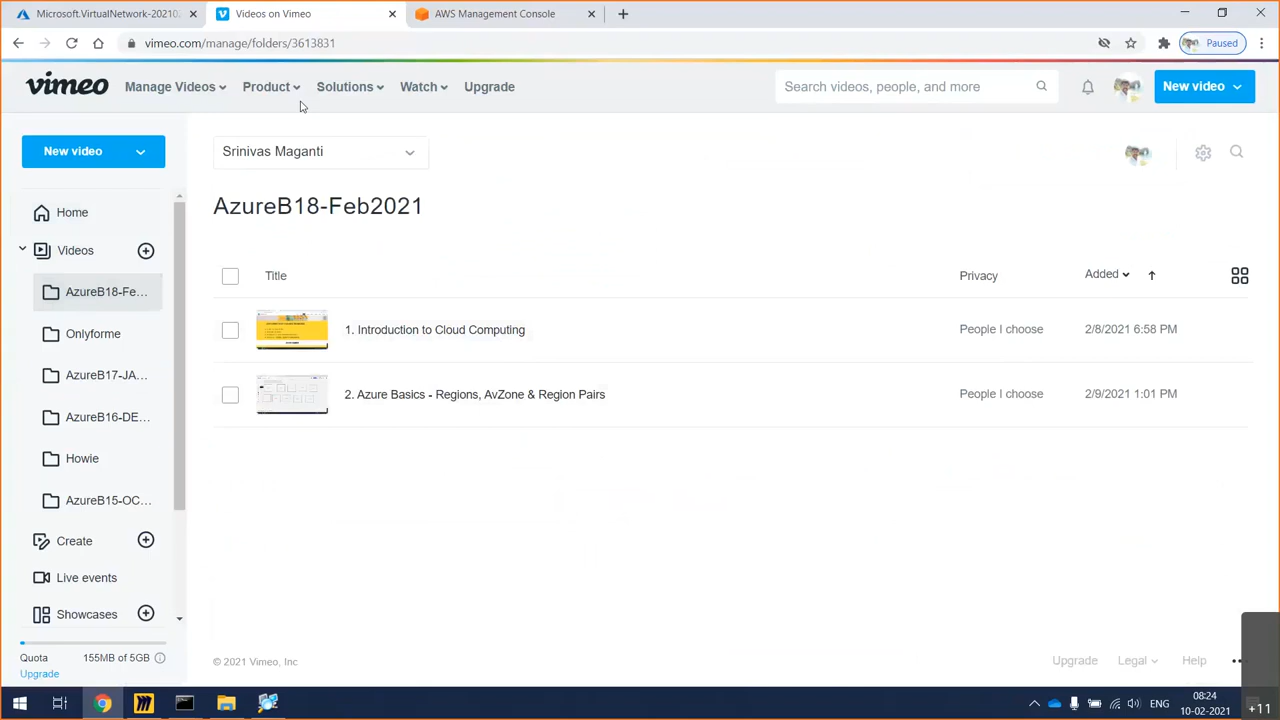 Microsoft.VirtualNetwork-20210
Videos on Vimeo
AWS Management Console
vimeo.com/manage/folders/3613831
Paused
vimeo
Manage Videos
Product
Solutions
Watch
Upgrade
Search videos, people, and more
New video
New video
Srinivas Maganti
AzureB18-Feb2021
Home
Videos
AzureB18-Fe...
Onlyforme
AzureB17-JA...
AzureB16-DE...
Howie
AzureB15-OC...
Create
Live events
Showcases
Quota
155MB of 5GB
Upgrade
Title
Privacy
Added
1. Introduction to Cloud Computing
People I choose
2/8/2021 6:58 PM
2. Azure Basics - Regions, AvZone & Region Pairs
People I choose
2/9/2021 1:01 PM
© 2021 Vimeo, Inc
Upgrade
Legal
Help
ENG
08:24
10-02-2021
+11